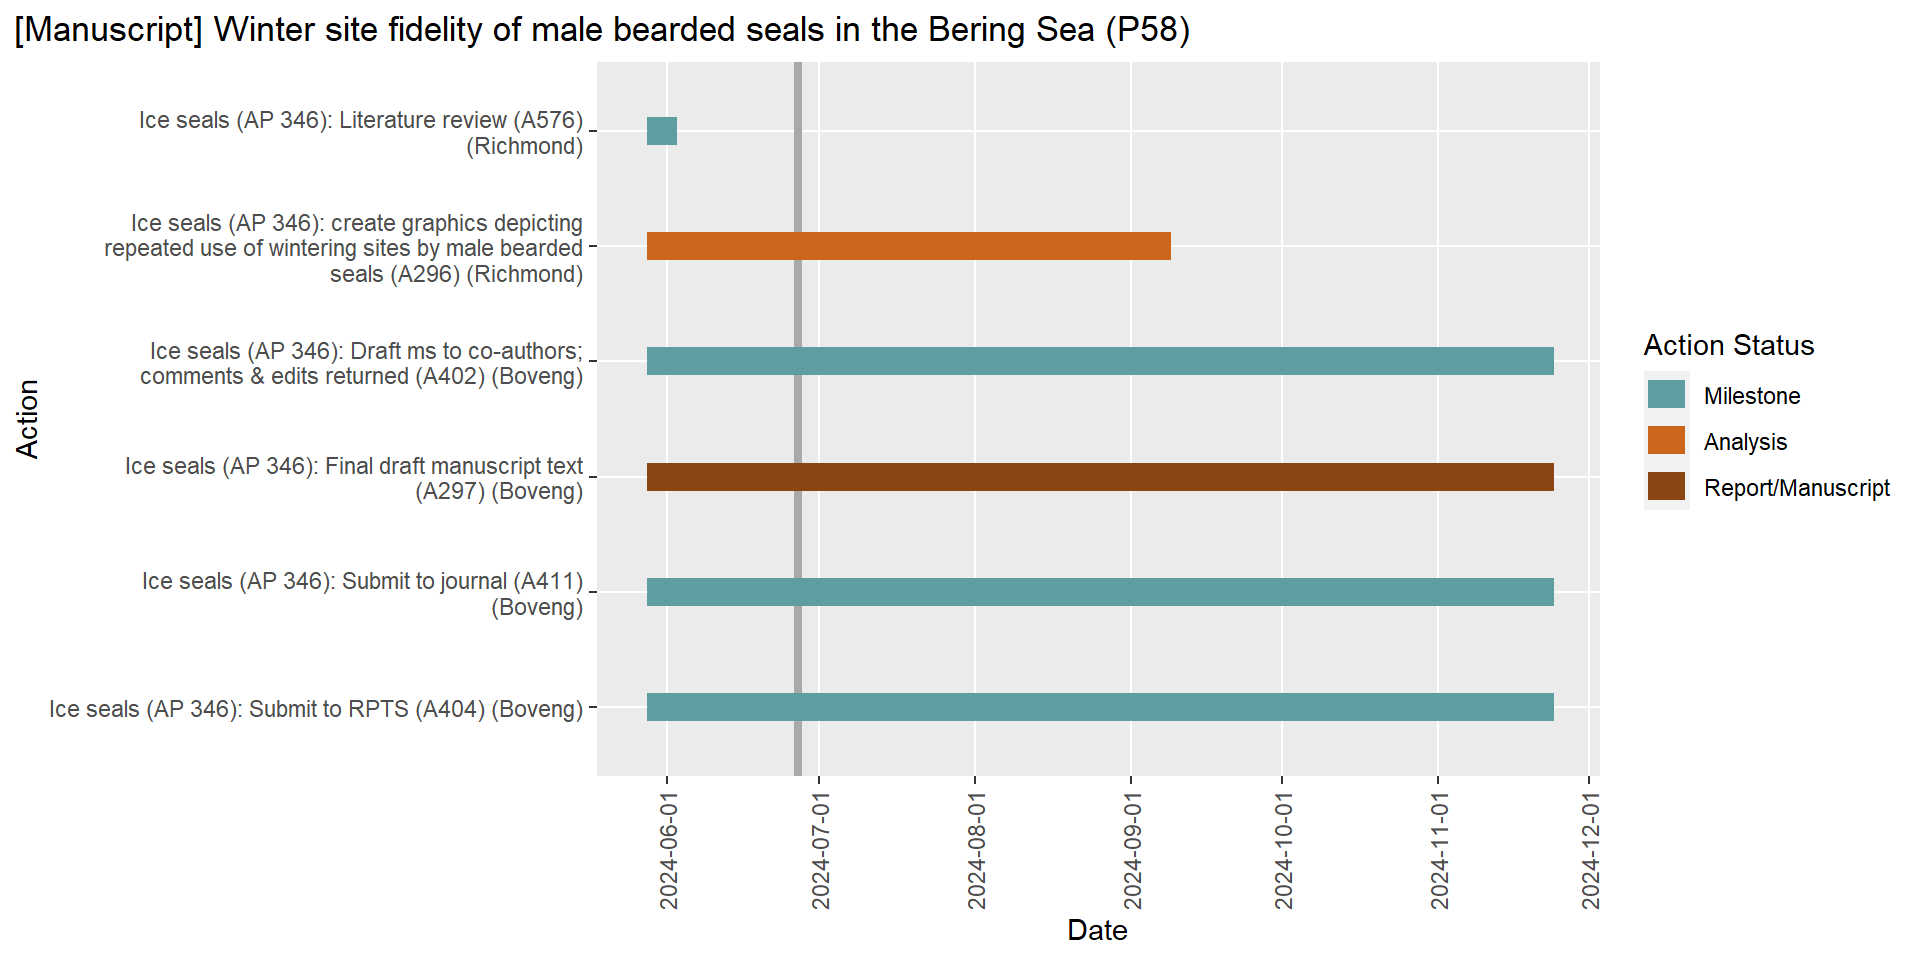 [Manuscript] Winter site fidelity of male bearded seals in the Bering Sea (P58)
Ice seals (AP 346): Literature review (A576)
(Richmond)
Ice seals (AP 346): create graphics depicting
repeated use of wintering sites by male bearded
seals (A296) (Richmond)
Ice seals (AP 346): Draft ms to co-authors;
comments & edits returned (A402) (Boveng)
Ice seals (AP 346): Final draft manuscript text
(A297) (Boveng)
Ice seals (AP 346): Submit to journal (A411)
(Boveng)
Ice seals (AP 346): Submit to RPTS (A404) (Boveng)
Action
2024-06-01
2024-07-01
2024-08-01
2024-09-01
2024-10-01
2024-11-01
2024-12-01
Date
Action Status
Milestone
Analysis
Report/Manuscript